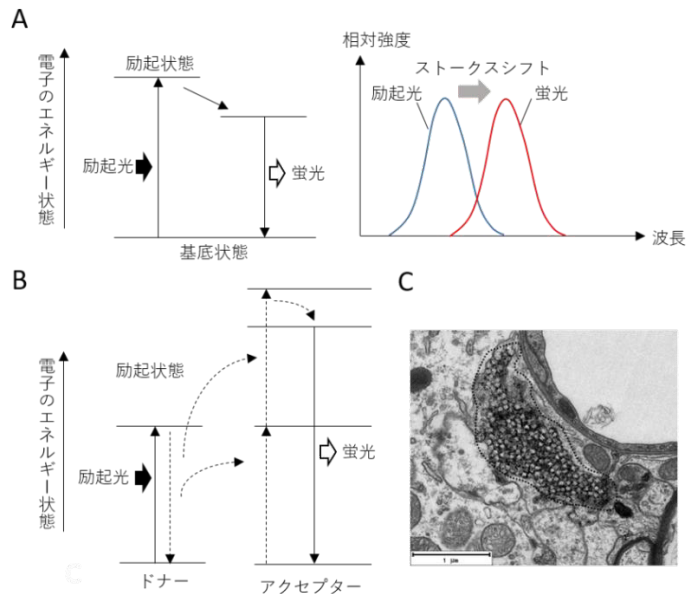 A
電子のエネルギー状態
励起状態
励起光
蛍光
基底状態
相対強度
ストークスシフト
励起光
蛍光
波長
B
電子のエネルギー状態
励起状態
励起光
蛍光
ドナー
アクセプター
C
1 μm